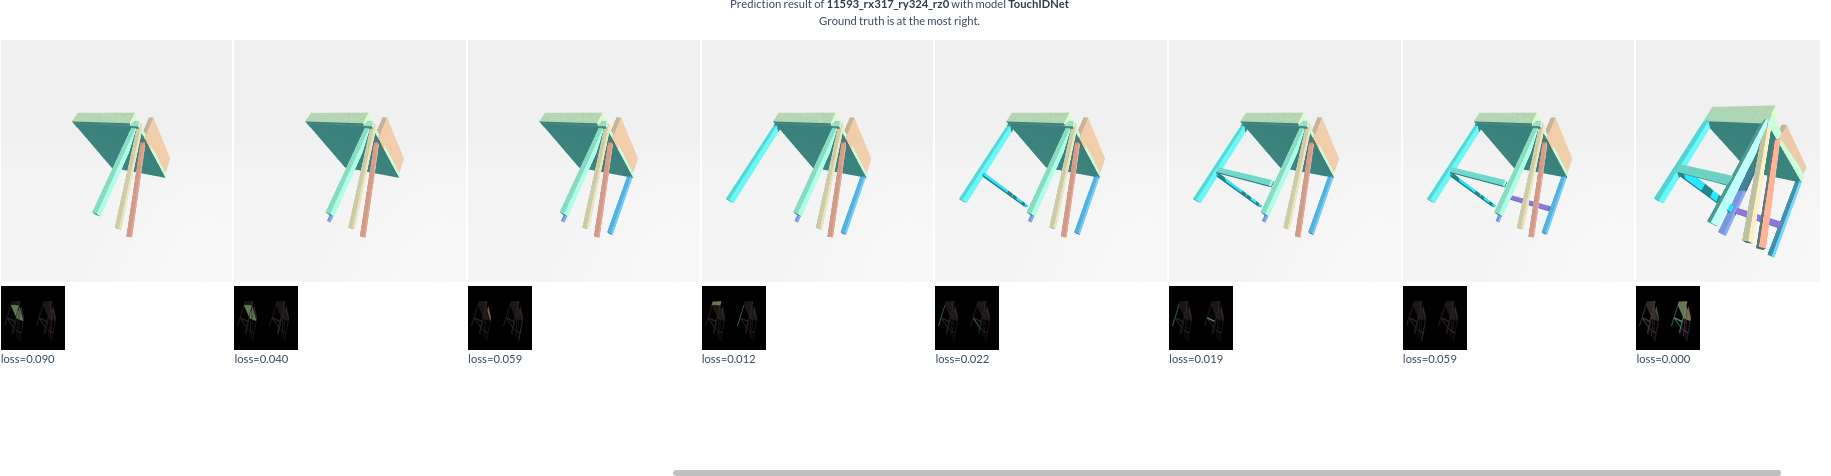 Prediction result of 11593_rx317_ry324_rz0 with model TouchIDNet
Ground truth is at the most right.
loss=0.090
loss=0.040
loss=0.059
loss=0.012
loss=0.022
loss=0.019
loss=0.059
loss=0.000